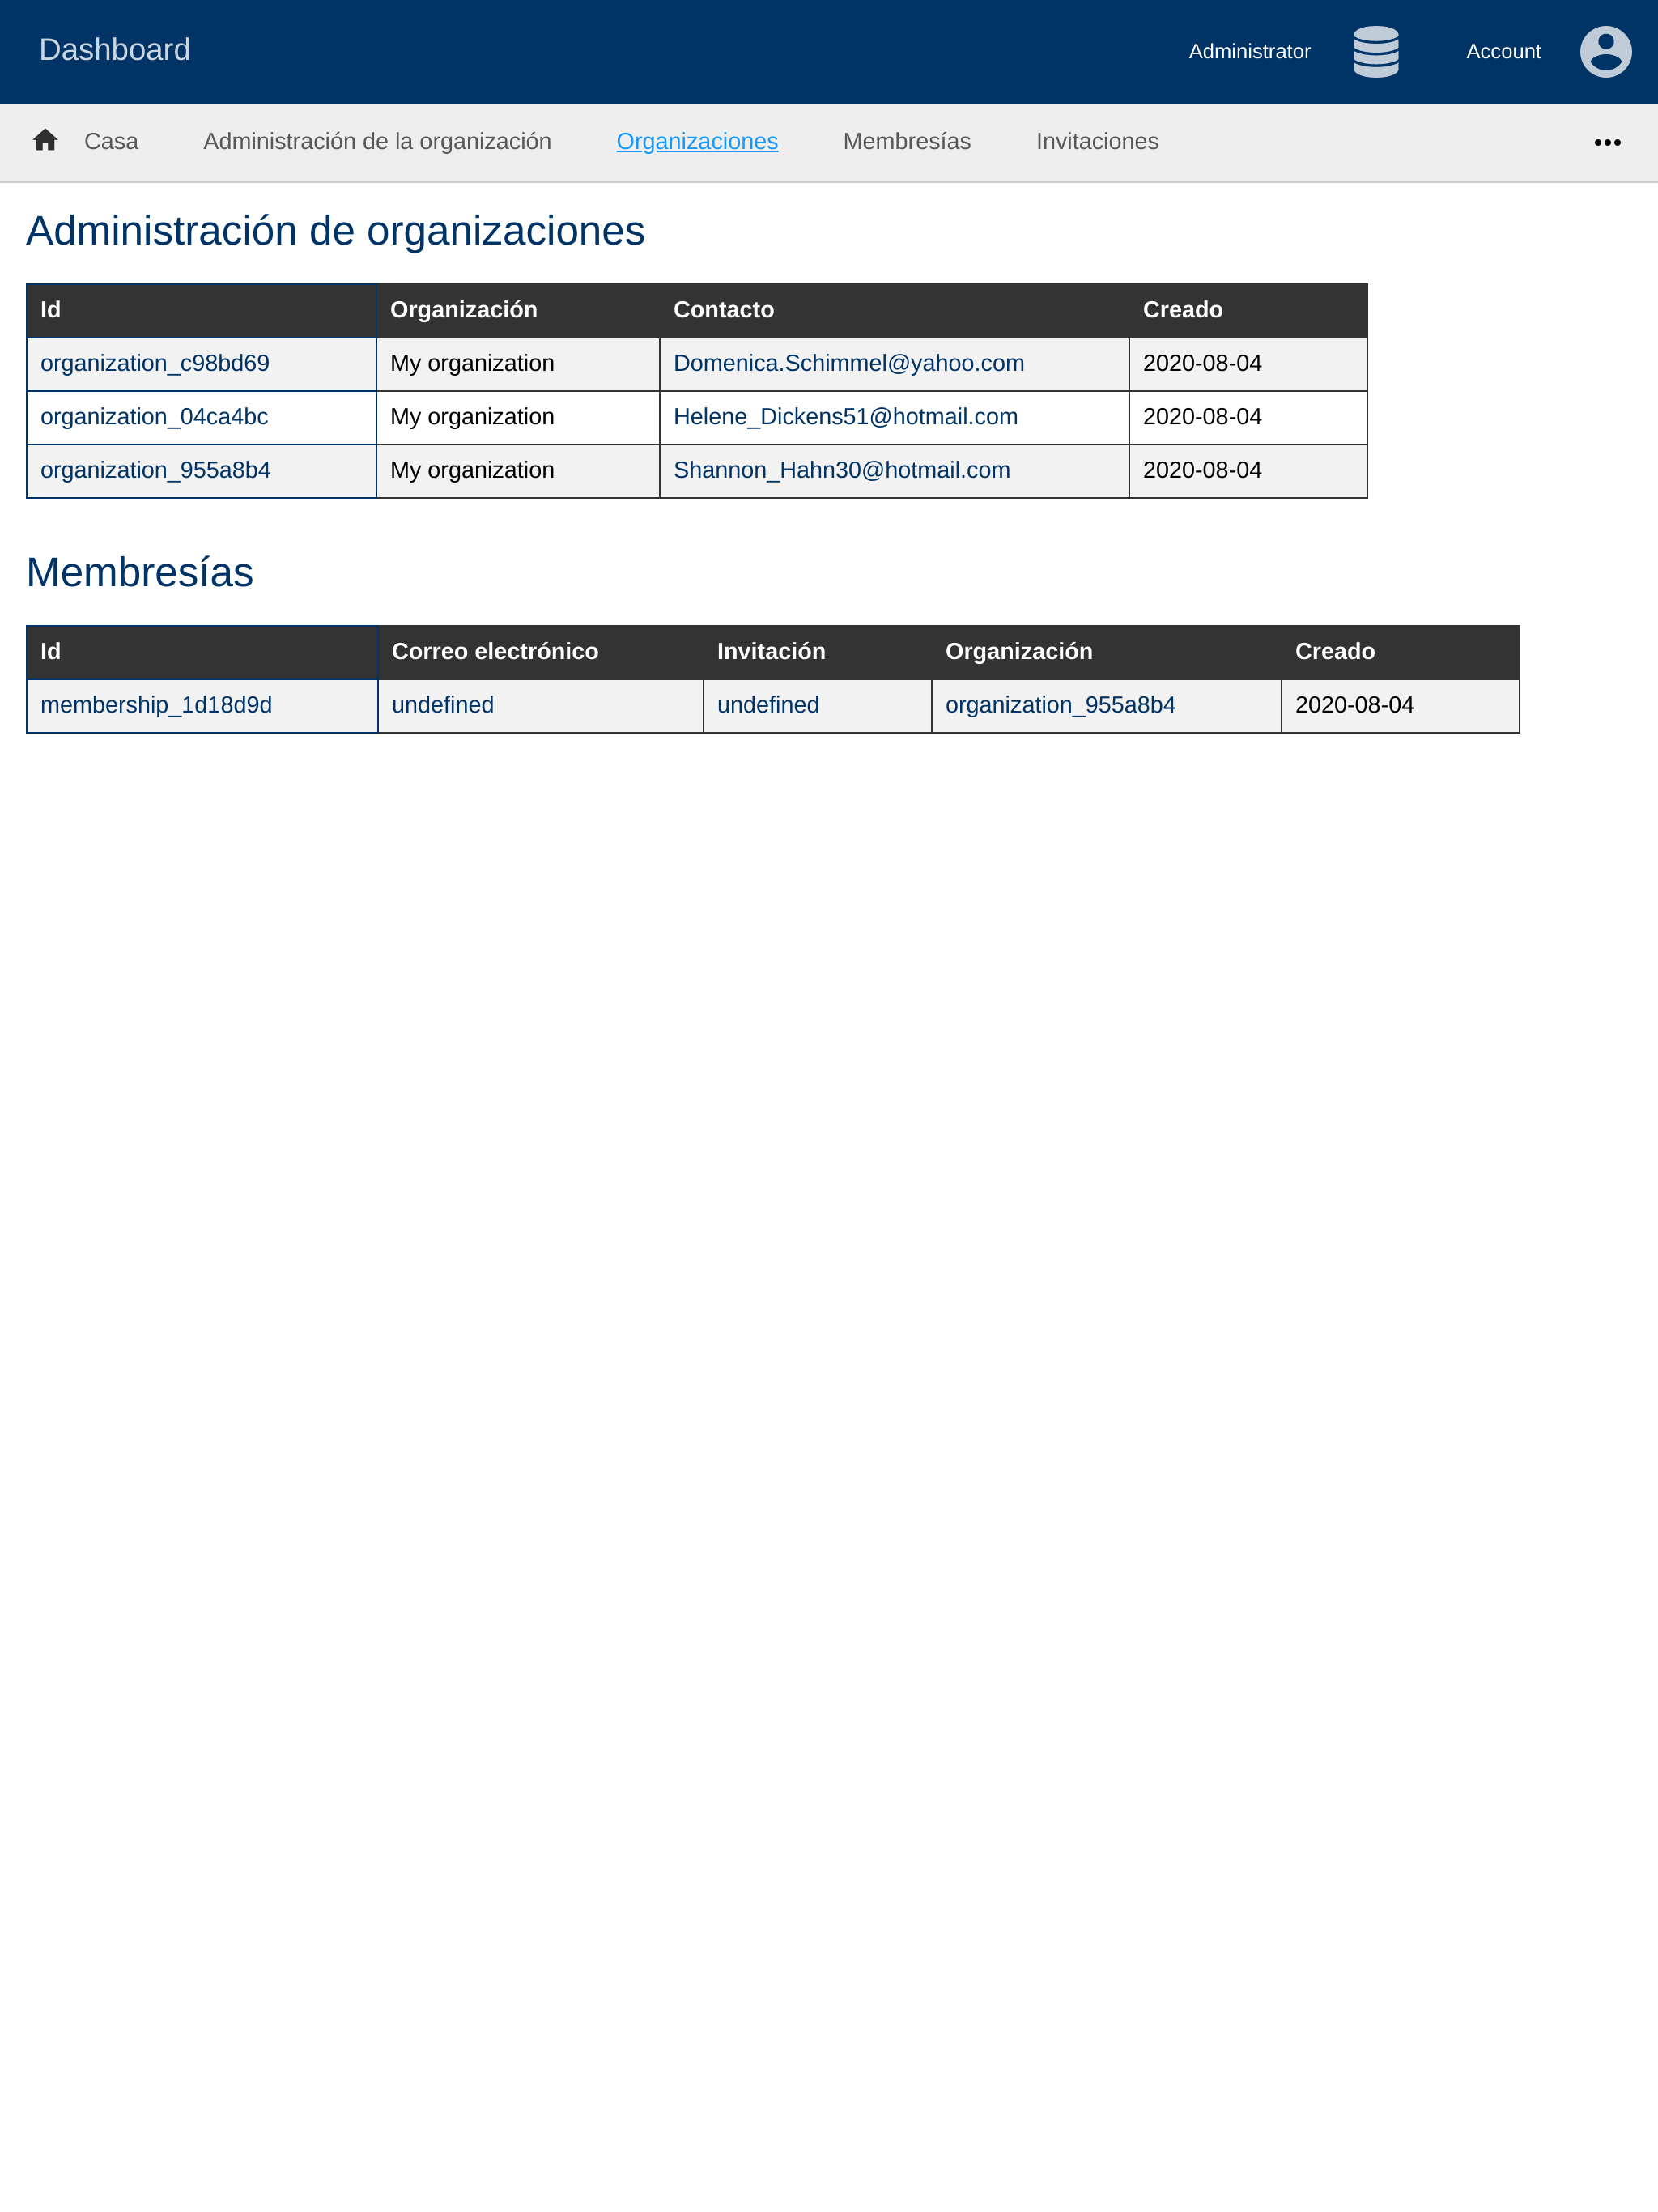 Dashboard Administrator Account
Casa Administración de la organización Organizaciones Membresías Invitaciones
Administración de organizaciones
Id Organización Contacto Creado
organization_c98bd69 My organization Domenica.Schimmel@yahoo.com 2020-08-04
organization_04ca4bc My organization Helene_Dickens51@hotmail.com 2020-08-04
organization_955a8b4 My organization Shannon_Hahn30@hotmail.com 2020-08-04
Membresías
Id Correo electrónico Invitación Organización Creado
membership_1d18d9d undefined undefined organization_955a8b4 2020-08-04